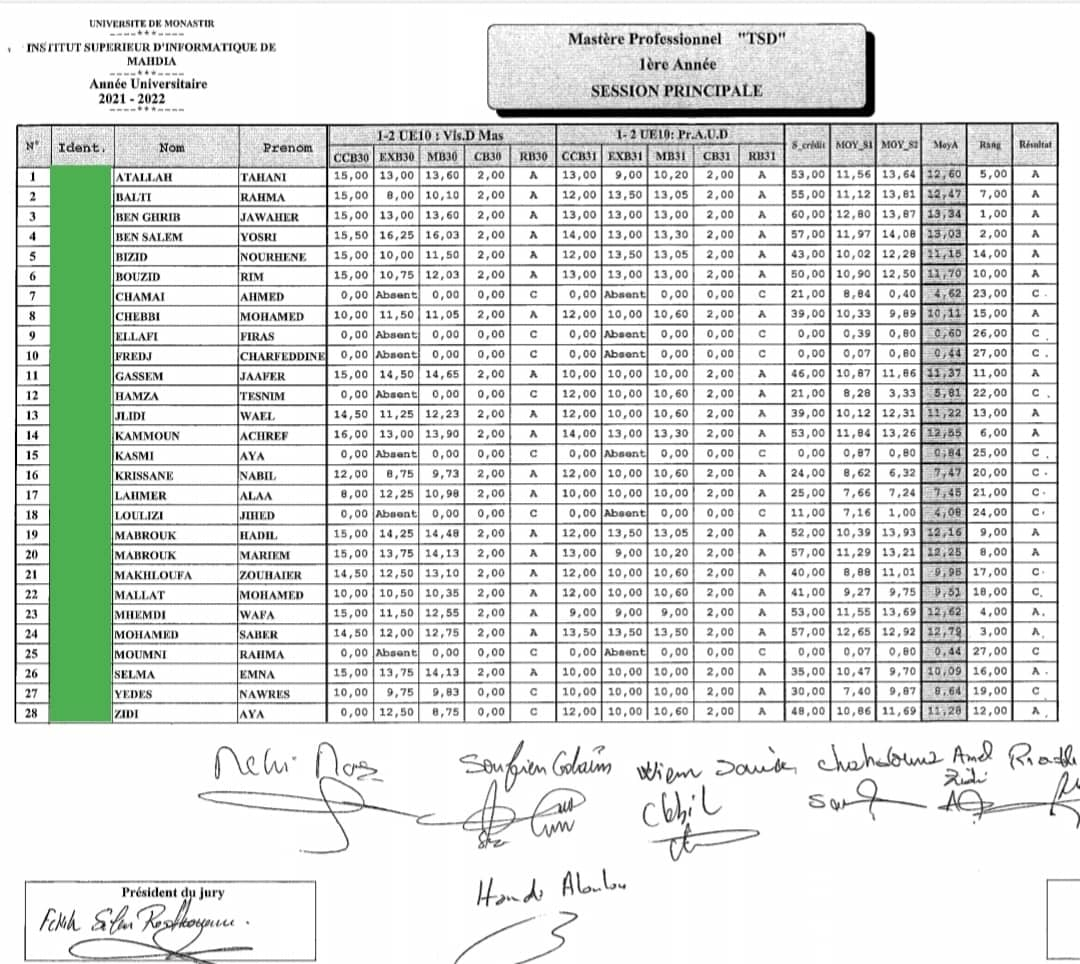 UNIVERSITE DE MONASTIR
----***----
INSTITUT SUPERIEUR D'INFORMATIQUE DE
MAHDIA
----***----
Année Universitaire
2021 - 2022
----***----
Mastère Professionnel "TSD"
1ère Année
SESSION PRINCIPALE
1-2 UE10 : Vis.D Mas 1- 2 UE10: Pr.A.U.D
N° Ident. Nom Prenom CCB30 EXB30 MB30 CB30 RB30 CCB31 EXB31 MB31 CB31 RB31 S_crédit MOY_S1 MOY_S2 MoyA Rang Résultat
1 ATALLAH TAHANI 15,00 13,00 13,60 2,00 A 13,00 9,00 10,20 2,00 A 53,00 11,56 13,64 12,60 5,00 A
2 BALTI RAHMA 15,00 8,00 10,10 2,00 A 12,00 13,50 13,05 2,00 A 55,00 11,12 13,81 12,47 7,00 A
3 BEN GHRIB JAWAHER 15,00 13,00 13,60 2,00 A 13,00 13,00 13,00 2,00 A 60,00 12,80 13,87 13,34 1,00 A
4 BEN SALEM YOSRI 15,50 16,25 16,03 2,00 A 14,00 13,00 13,30 2,00 A 57,00 11,97 14,08 13,03 2,00 A
5 BIZID NOURHENE 15,00 10,00 11,50 2,00 A 12,00 13,50 13,05 2,00 A 43,00 10,02 12,28 11,15 14,00 A
6 BOUZID RIM 15,00 10,75 12,03 2,00 A 13,00 13,00 13,00 2,00 A 50,00 10,90 12,50 11,70 10,00 A
7 CHAMAI AHMED 0,00 Absent 0,00 0,00 C 0,00 Absent 0,00 0,00 C 21,00 8,84 0,40 4,62 23,00 C
8 CHEBBI MOHAMED 10,00 11,50 11,05 2,00 A 12,00 10,00 10,60 2,00 A 39,00 10,33 9,89 10,11 15,00 A
9 ELLAFI FIRAS 0,00 Absent 0,00 0,00 C 0,00 Absent 0,00 0,00 C 0,00 0,39 0,80 0,60 26,00 C
10 FREDJ CHARFEDDINE 0,00 Absent 0,00 0,00 C 0,00 Absent 0,00 0,00 C 0,00 0,07 0,80 0,44 27,00 C
11 GASSEM JAAFER 15,00 14,50 14,65 2,00 A 10,00 10,00 10,00 2,00 A 46,00 10,87 11,86 11,37 11,00 A
12 HAMZA TESNIM 0,00 Absent 0,00 0,00 C 12,00 10,00 10,60 2,00 A 21,00 8,28 3,33 5,81 22,00 C
13 JLIDI WAEL 14,50 11,25 12,23 2,00 A 12,00 10,00 10,60 2,00 A 39,00 10,12 12,31 11,22 13,00 A
14 KAMMOUN ACHREF 16,00 13,00 13,90 2,00 A 14,00 13,00 13,30 2,00 A 53,00 11,84 13,26 12,55 6,00 A
15 KASMI AYA 0,00 Absent 0,00 0,00 C 0,00 Absent 0,00 0,00 C 0,00 0,87 0,80 0,84 25,00 C
16 KRISSANE NABIL 12,00 8,75 9,73 2,00 A 12,00 10,00 10,60 2,00 A 24,00 8,62 6,32 7,47 20,00 C
17 LAHMER ALAA 8,00 12,25 10,98 2,00 A 10,00 10,00 10,00 2,00 A 25,00 7,66 7,24 7,45 21,00 C
18 LOULIZI JIHED 0,00 Absent 0,00 0,00 C 0,00 Absent 0,00 0,00 C 11,00 7,16 1,00 4,08 24,00 C
19 MABROUK HADIL 15,00 14,25 14,48 2,00 A 12,00 13,50 13,05 2,00 A 52,00 10,39 13,93 12,16 9,00 A
20 MABROUK MARIEM 15,00 13,75 14,13 2,00 A 13,00 9,00 10,20 2,00 A 57,00 11,29 13,21 12,25 8,00 A
21 MAKHLOUFA ZOUHAIER 14,50 12,50 13,10 2,00 A 12,00 10,00 10,60 2,00 A 40,00 8,88 11,01 9,95 17,00 C
22 MALLAT MOHAMED 10,00 10,50 10,35 2,00 A 12,00 10,00 10,60 2,00 A 41,00 9,27 9,75 9,51 18,00 C
23 MHEMDI WAFA 15,00 11,50 12,55 2,00 A 9,00 9,00 9,00 2,00 A 53,00 11,55 13,69 12,62 4,00 A
24 MOHAMED SABER 14,50 12,00 12,75 2,00 A 13,50 13,50 13,50 2,00 A 57,00 12,65 12,92 12,79 3,00 A
25 MOUMNI RAHMA 0,00 Absent 0,00 0,00 C 0,00 Absent 0,00 0,00 C 0,00 0,07 0,80 0,44 27,00 C
26 SELMA EMNA 15,00 13,75 14,13 2,00 A 10,00 10,00 10,00 2,00 A 35,00 10,47 9,70 10,09 16,00 A
27 YEDES NAWRES 10,00 9,75 9,83 0,00 C 10,00 10,00 10,00 2,00 A 30,00 7,40 9,87 8,64 19,00 C
28 ZIDI AYA 0,00 12,50 8,75 0,00 C 12,00 10,00 10,60 2,00 A 48,00 10,86 11,69 11,28 12,00 A
Soufien
Amel
Zidi
Président du jury